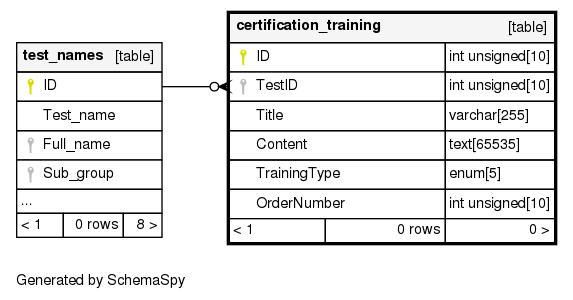 test_names [table]
ID
Test_name
Full_name
Sub_group
...
< 1 0 rows 8 >
certification_training [table]
ID int unsigned[10]
TestID int unsigned[10]
Title varchar[255]
Content text[65535]
TrainingType enum[5]
OrderNumber int unsigned[10]
< 1 0 rows 0 >
Generated by SchemaSpy